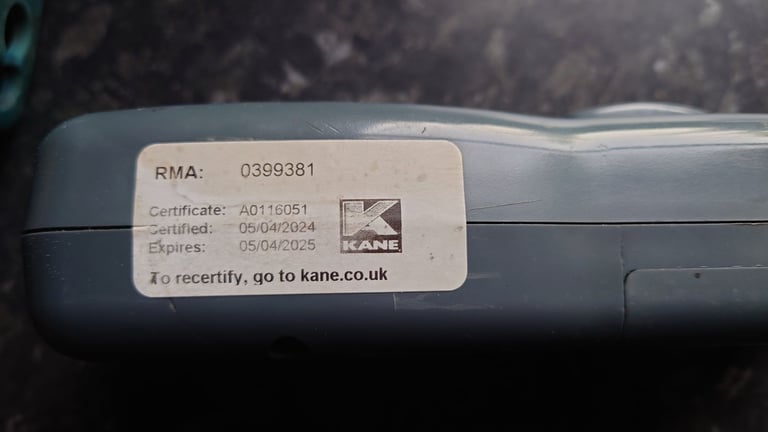 RMA: 0399381
Certificate: A0116051
Certified: 05/04/2024
Expires: 05/04/2025
KANE
To recertify, go to kane.co.uk